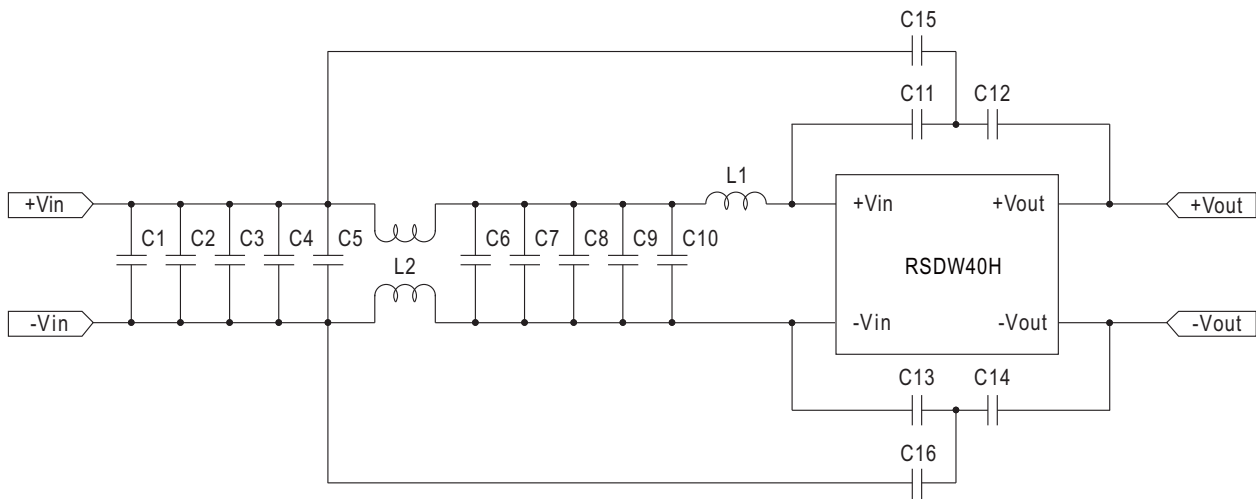 C15
C11 C12
L1
+Vin +Vin +Vout +Vout
C1 C2 C3 C4 C5 C6 C7 C8 C9 C10
L2 RSDW40H
-Vin -Vin -Vout -Vout
C13 C14
C16